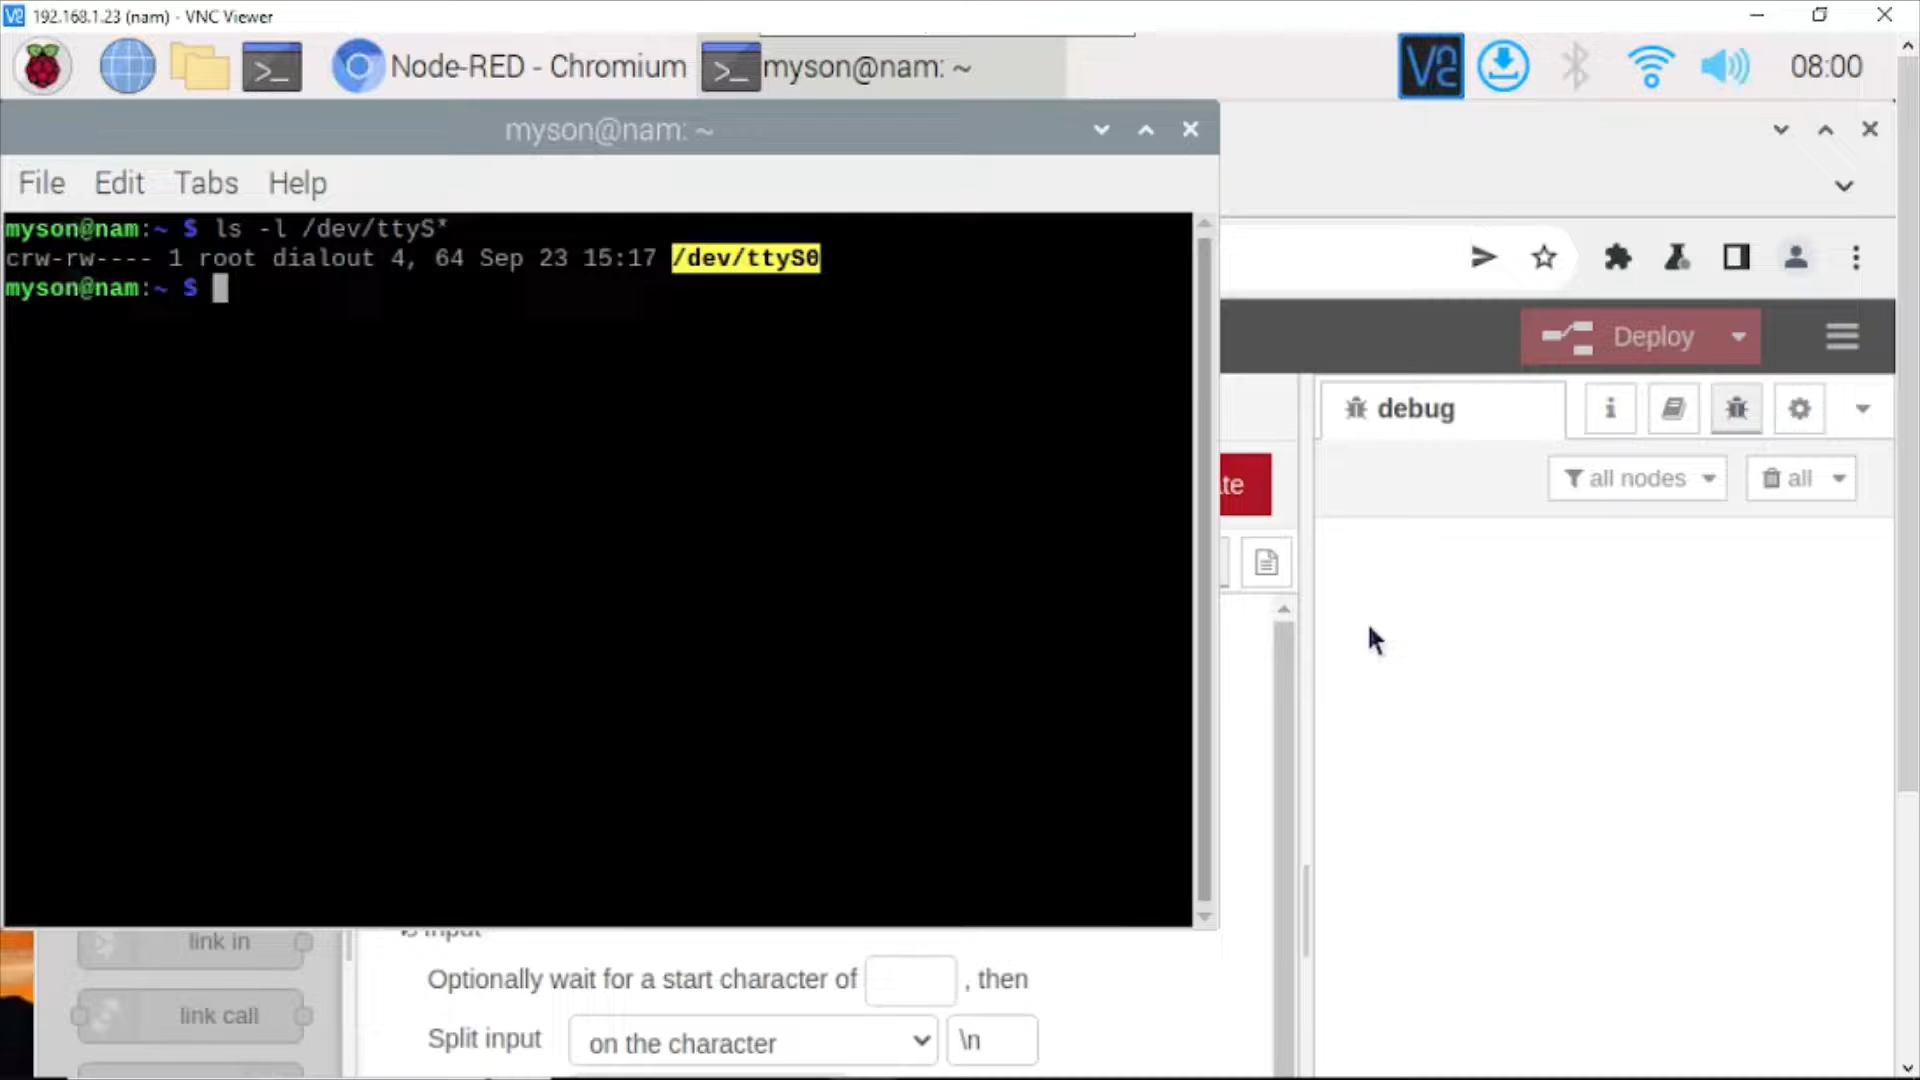 192.168.1.23 (nam) - VNC Viewer
Node-RED - Chromium
myson@nam: ~
08:00
myson@nam: ~
File Edit Tabs Help
myson@nam:~ $ ls -l /dev/ttyS*
crw-rw---- 1 root dialout 4, 64 Sep 23 15:17 /dev/ttyS0
myson@nam:~ $
Deploy
debug
all nodes
all
te
link in
Optionally wait for a start character of , then
link call
Split input on the character \n